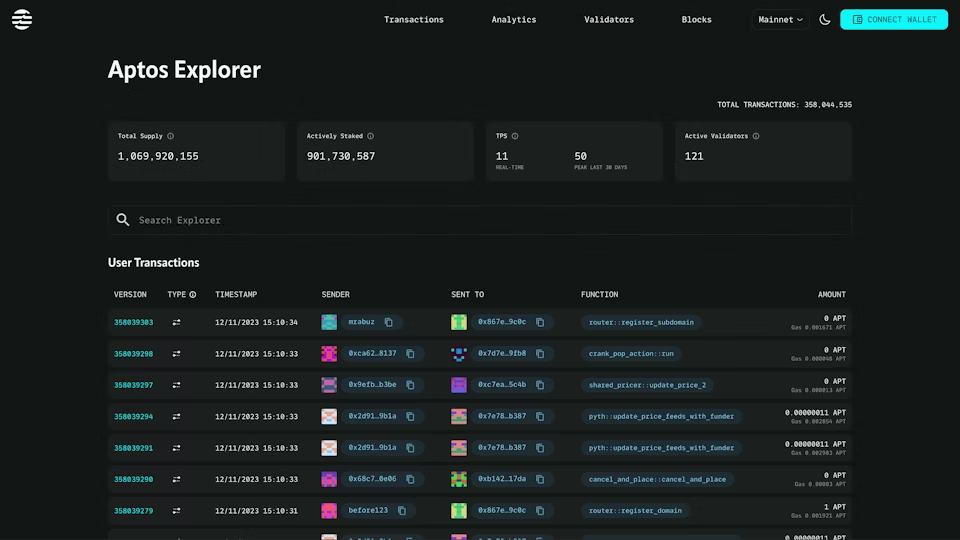 Transactions Analytics Validators Blocks Mainnet CONNECT WALLET
Aptos Explorer
TOTAL TRANSACTIONS: 358,044,535
Total Supply Actively Staked TPS Active Validators
1,069,920,155 901,730,587 11 50 121
REAL-TIME PEAK LAST 30 DAYS
Search Explorer
User Transactions
VERSION TYPE TIMESTAMP SENDER SENT TO FUNCTION AMOUNT
358039303 12/11/2023 15:10:34 mrabuz 0x867e…9c0c router::register_subdomain 0 APT
Gas 0.001671 APT
358039298 12/11/2023 15:10:33 0xca62…8137 0x7d7e…9fb8 crank_pop_action::run 0 APT
Gas 0.000048 APT
358039297 12/11/2023 15:10:33 0x9efb…b3be 0xc7ea…5c4b shared_pricer::update_price_2 0 APT
Gas 0.000013 APT
358039294 12/11/2023 15:10:33 0x2d91…9b1a 0x7e78…b387 pyth::update_price_feeds_with_funder 0.00000011 APT
Gas 0.002654 APT
358039291 12/11/2023 15:10:33 0x2d91…9b1a 0x7e78…b387 pyth::update_price_feeds_with_funder 0.00000011 APT
Gas 0.002983 APT
358039290 12/11/2023 15:10:33 0x68c7…0e06 0xb142…17da cancel_and_place::cancel_and_place 0 APT
Gas 0.00083 APT
358039279 12/11/2023 15:10:31 before123 0x867e…9c0c router::register_domain 1 APT
Gas 0.001921 APT